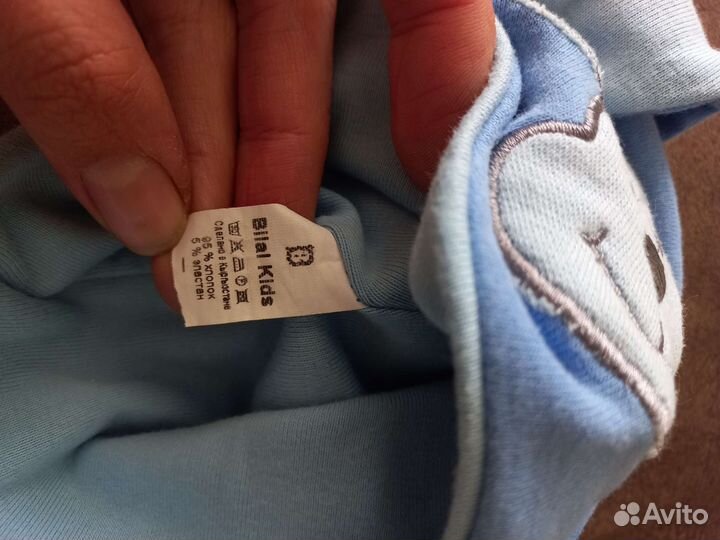 Bilal Kids
Сделано в Кыргызстане
95 % хлопок
5 % эластан
Avito